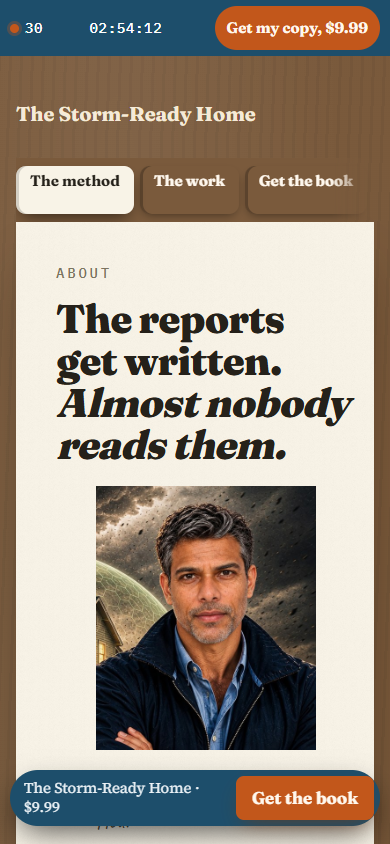 30 02:54:12 Get my copy, $9.99
The Storm-Ready Home
The method The work Get the book
ABOUT
The reports
get written.
Almost nobody
reads them.
The Storm-Ready Home ·
$9.99
Get the book